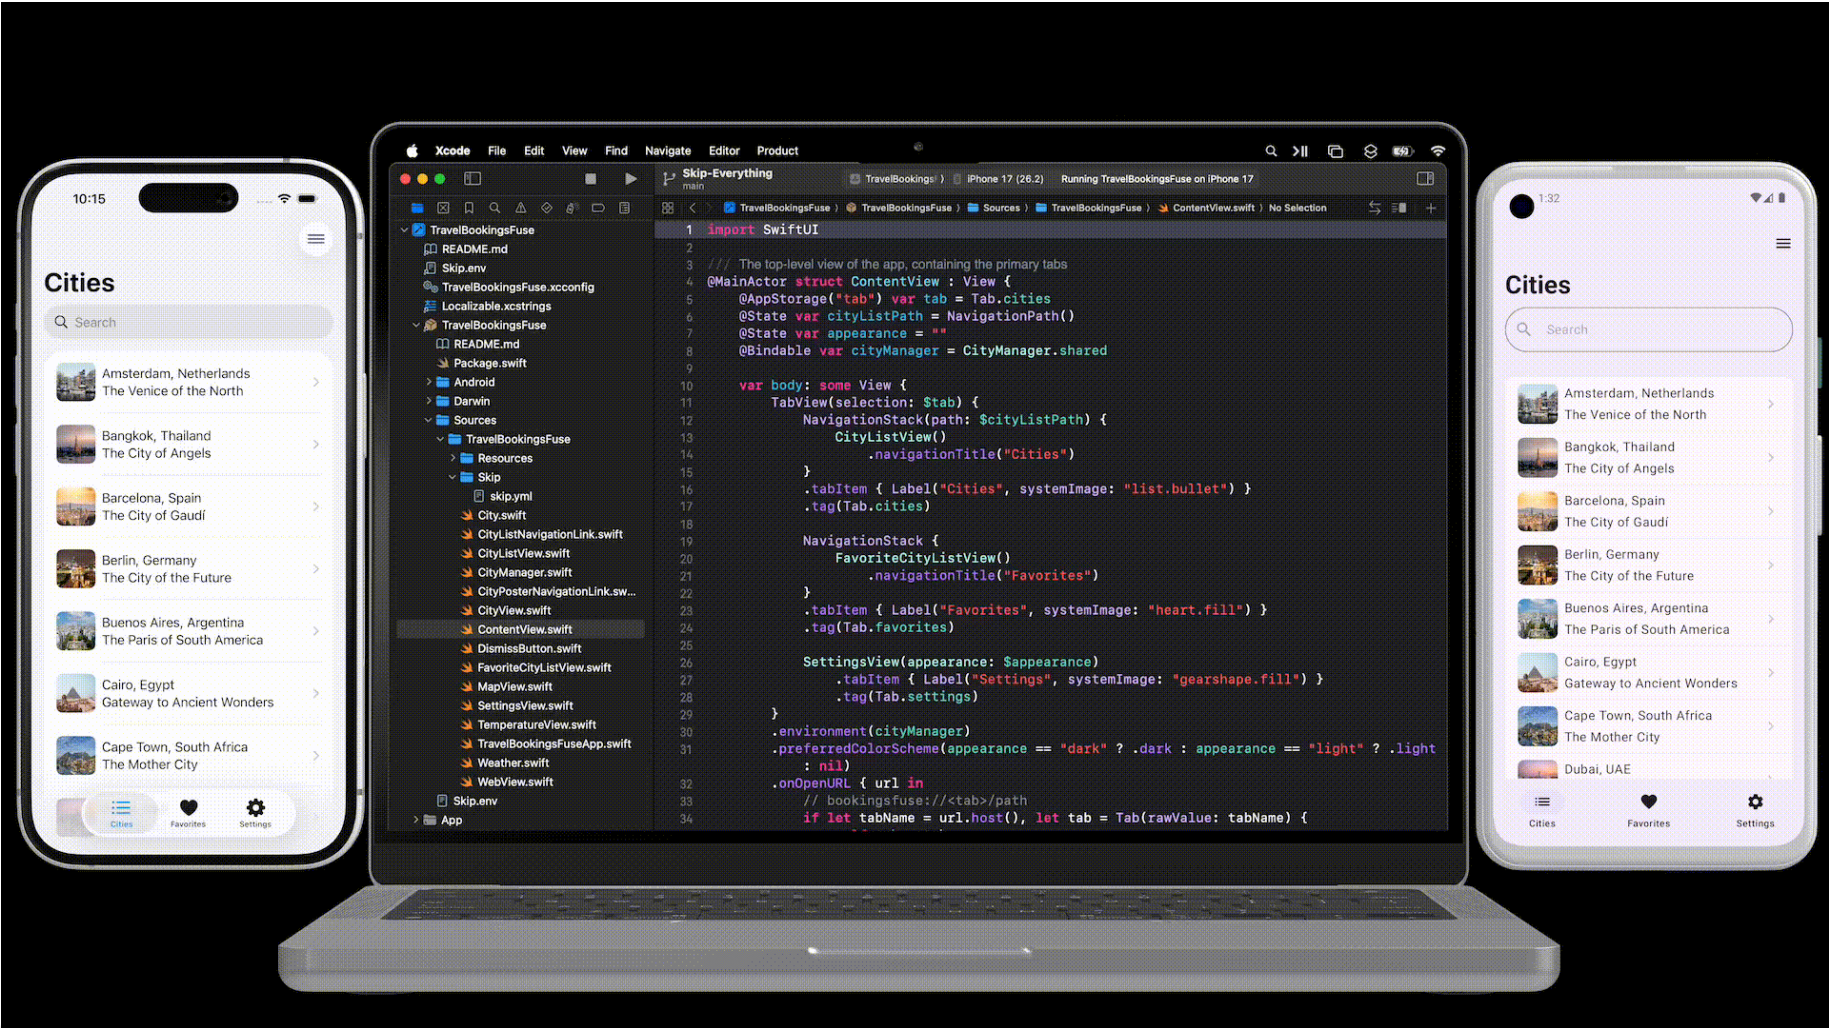 10:15
Cities
Search
Amsterdam, Netherlands
The Venice of the North
Bangkok, Thailand
The City of Angels
Barcelona, Spain
The City of Gaudí
Berlin, Germany
The City of the Future
Buenos Aires, Argentina
The Paris of South America
Cairo, Egypt
Gateway to Ancient Wonders
Cape Town, South Africa
The Mother City
Cities Favorites Settings
Xcode File Edit View Find Navigate Editor Product
Skip-Everything
main
TravelBookings iPhone 17 (26.2) Running TravelBookingsFuse on iPhone 17
TravelBookingsFuse TravelBookingsFuse Sources TravelBookingsFuse ContentView.swift No Selection
TravelBookingsFuse
README.md
Skip.env
TravelBookingsFuse.xcconfig
Localizable.xcstrings
TravelBookingsFuse
README.md
Package.swift
Android
Darwin
Sources
TravelBookingsFuse
Resources
Skip
skip.yml
City.swift
CityListNavigationLink.swift
CityListView.swift
CityManager.swift
CityPosterNavigationLink.sw...
CityView.swift
ContentView.swift
DismissButton.swift
FavoriteCityListView.swift
MapView.swift
SettingsView.swift
TemperatureView.swift
TravelBookingsFuseApp.swift
Weather.swift
WebView.swift
Skip.env
App
1 import SwiftUI
2
3 /// The top-level view of the app, containing the primary tabs
4 @MainActor struct ContentView : View {
5 @AppStorage("tab") var tab = Tab.cities
6 @State var cityListPath = NavigationPath()
7 @State var appearance = ""
8 @Bindable var cityManager = CityManager.shared
9
10 var body: some View {
11 TabView(selection: $tab) {
12 NavigationStack(path: $cityListPath) {
13 CityListView()
14 .navigationTitle("Cities")
15 }
16 .tabItem { Label("Cities", systemImage: "list.bullet") }
17 .tag(Tab.cities)
18
19 NavigationStack {
20 FavoriteCityListView()
21 .navigationTitle("Favorites")
22 }
23 .tabItem { Label("Favorites", systemImage: "heart.fill") }
24 .tag(Tab.favorites)
25
26 SettingsView(appearance: $appearance)
27 .tabItem { Label("Settings", systemImage: "gearshape.fill") }
28 .tag(Tab.settings)
29 }
30 .environment(cityManager)
31 .preferredColorScheme(appearance == "dark" ? .dark : appearance == "light" ? .light
: nil)
32 .onOpenURL { url in
33 // bookingsfuse://<tab>/path
34 if let tabName = url.host(), let tab = Tab(rawValue: tabName) {
1:32
Cities
Search
Amsterdam, Netherlands
The Venice of the North
Bangkok, Thailand
The City of Angels
Barcelona, Spain
The City of Gaudí
Berlin, Germany
The City of the Future
Buenos Aires, Argentina
The Paris of South America
Cairo, Egypt
Gateway to Ancient Wonders
Cape Town, South Africa
The Mother City
Dubai, UAE
Cities Favorites Settings